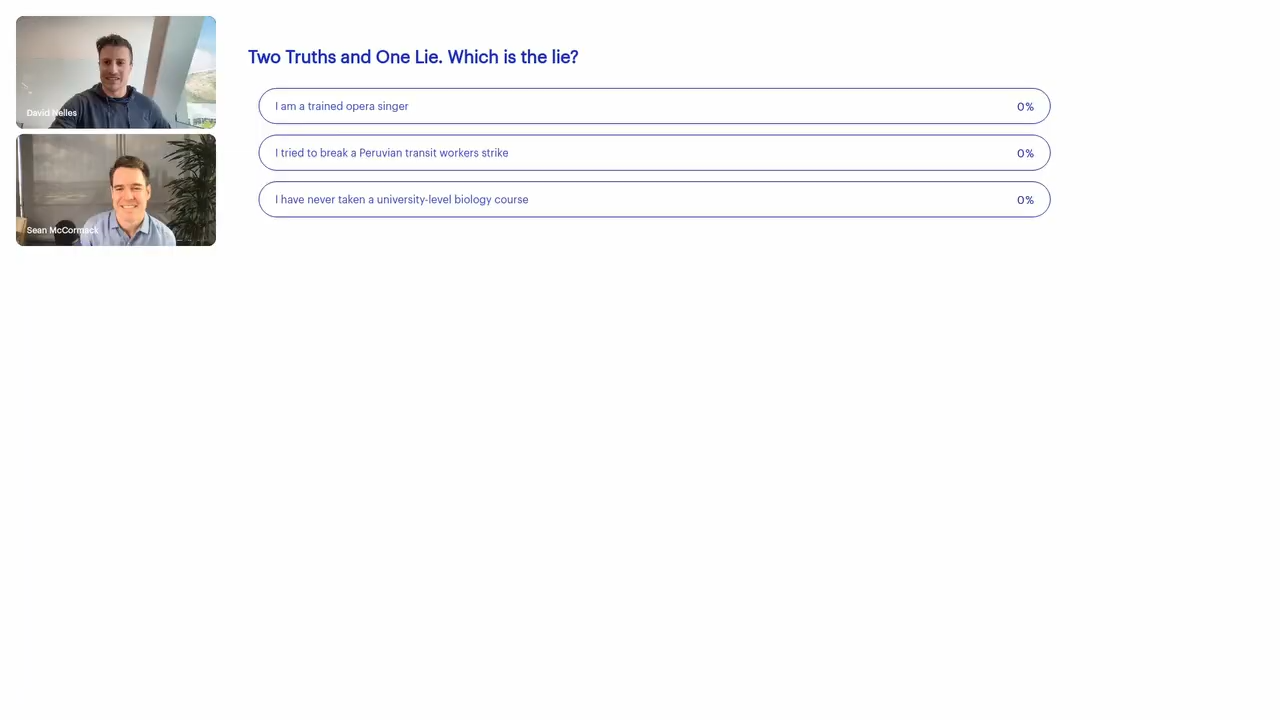 David Nelles
Sean McCormack
Two Truths and One Lie. Which is the lie?
I am a trained opera singer 0%
I tried to break a Peruvian transit workers strike 0%
I have never taken a university-level biology course 0%